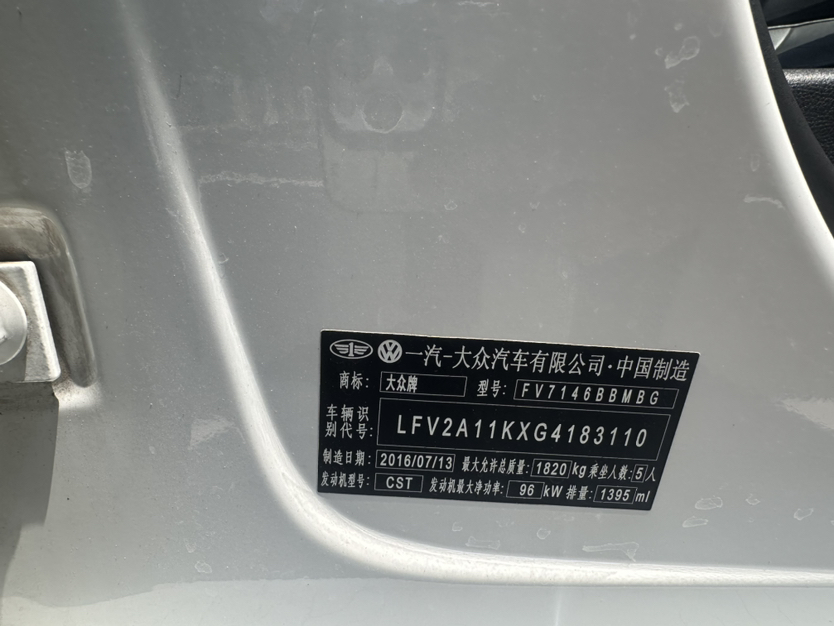 一汽-大众汽车有限公司·中国制造
商标: 大众牌 型号: FV7146BBMBG
车辆识别代号: LFV2A11KXG4183110
制造日期: 2016/07/13 最大允许总质量: 1820 kg 乘坐人数: 5 人
发动机型号: CST 发动机最大净功率: 96 kW 排量: 1395 ml